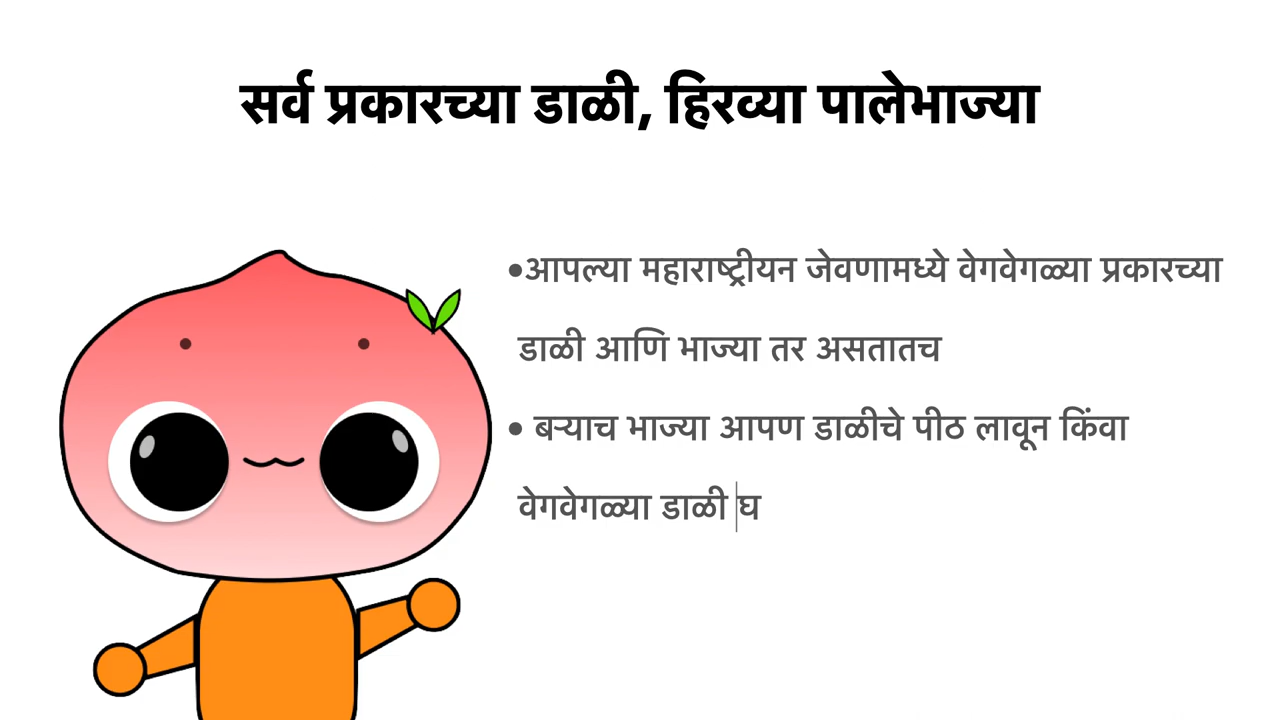 सर्व प्रकारच्या डाळी, हिरव्या पालेभाज्या
•आपल्या महाराष्ट्रीयन जेवणामध्ये वेगवेगळ्या प्रकारच्या
डाळी आणि भाज्या तर असतातच
• बऱ्याच भाज्या आपण डाळीचे पीठ लावून किंवा
वेगवेगळ्या डाळी घ